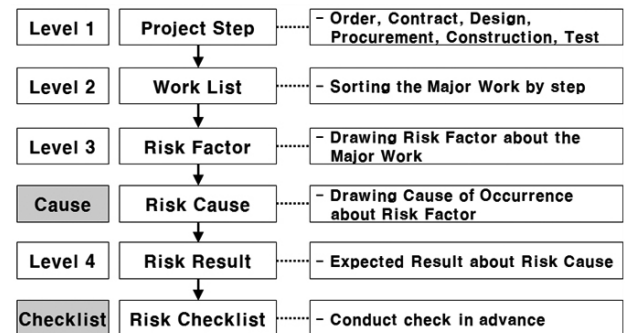 Level 1
Project Step
- Order, Contract, Design,
Procurement, Construction, Test
Level 2
Work List
- Sorting the Major Work by step
Level 3
Risk Factor
- Drawing Risk Factor about the
Major Work
Cause
Risk Cause
- Drawing Cause of Occurrence
about Risk Factor
Level 4
Risk Result
- Expected Result about Risk Cause
Checklist
Risk Checklist
- Conduct check in advance